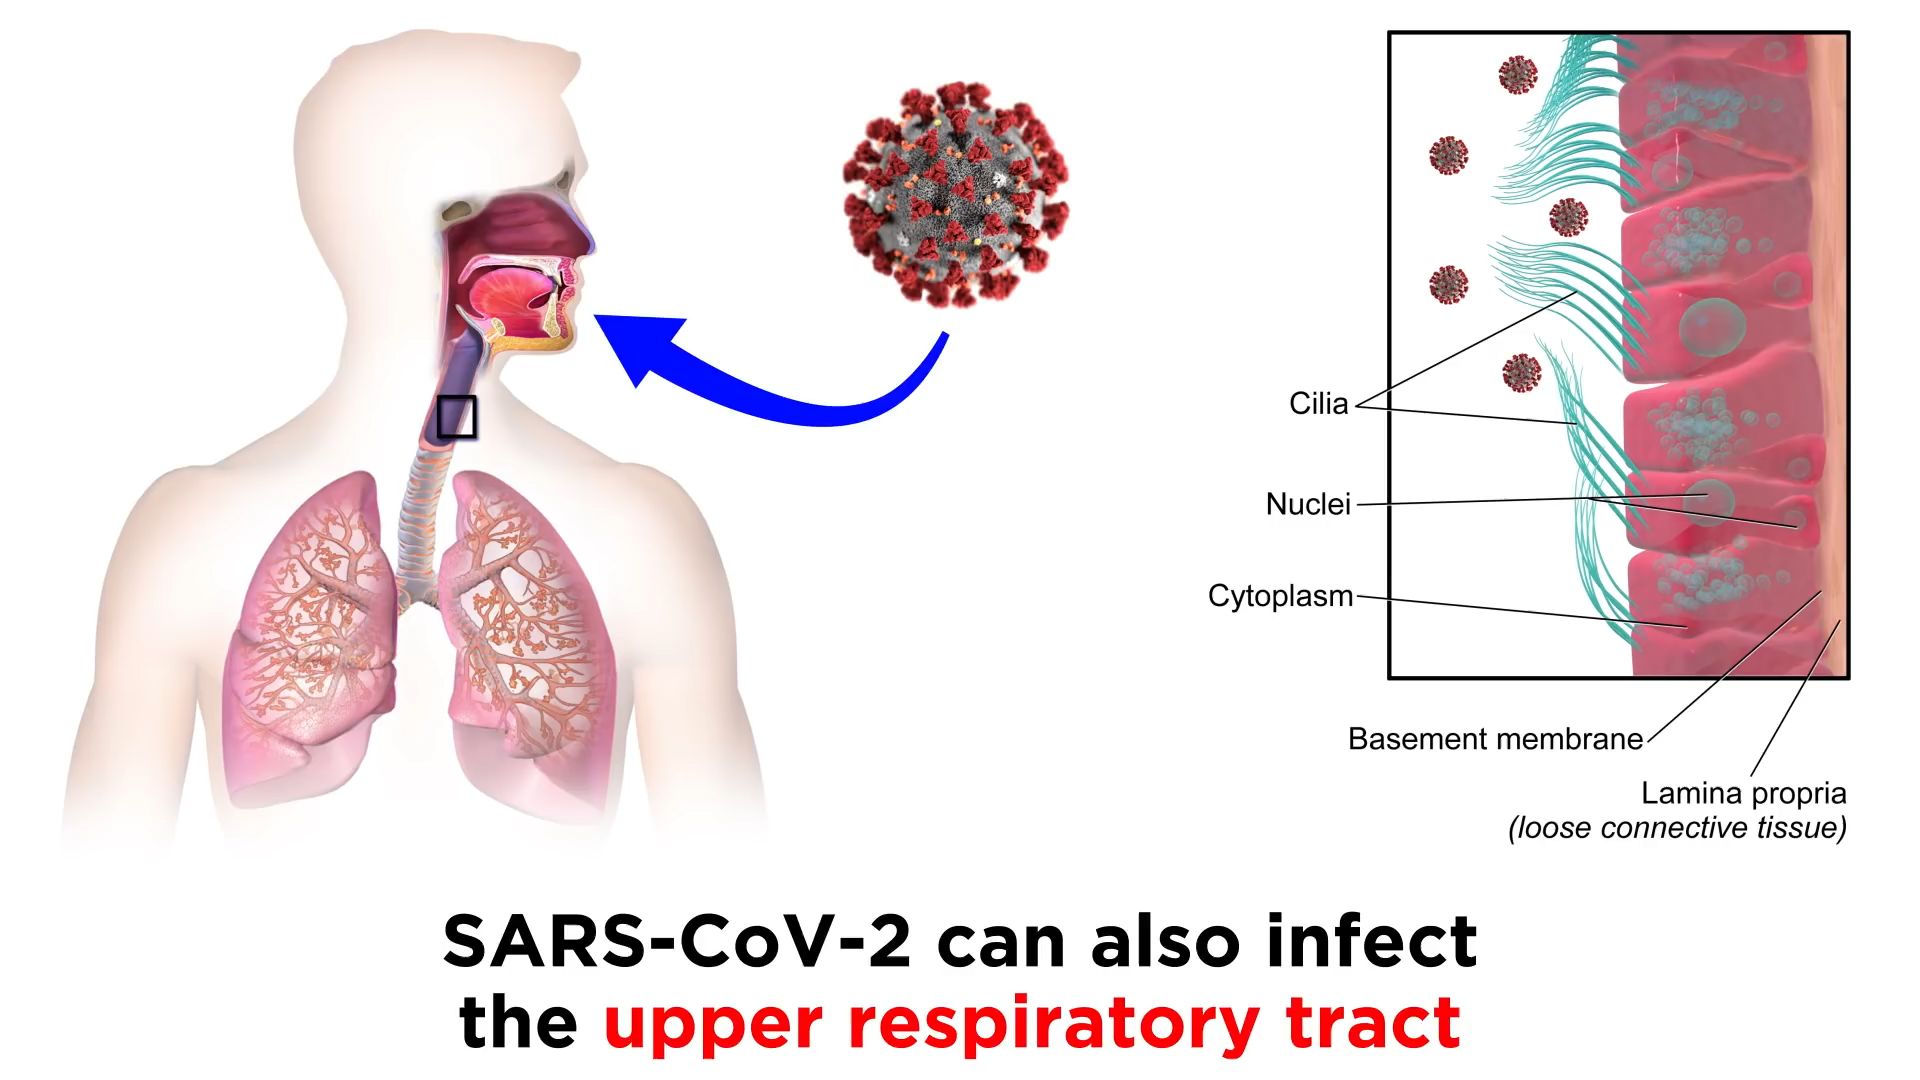 Cilia
Nuclei
Cytoplasm
Basement membrane
Lamina propria
(loose connective tissue)
SARS-CoV-2 can also infect
the upper respiratory tract